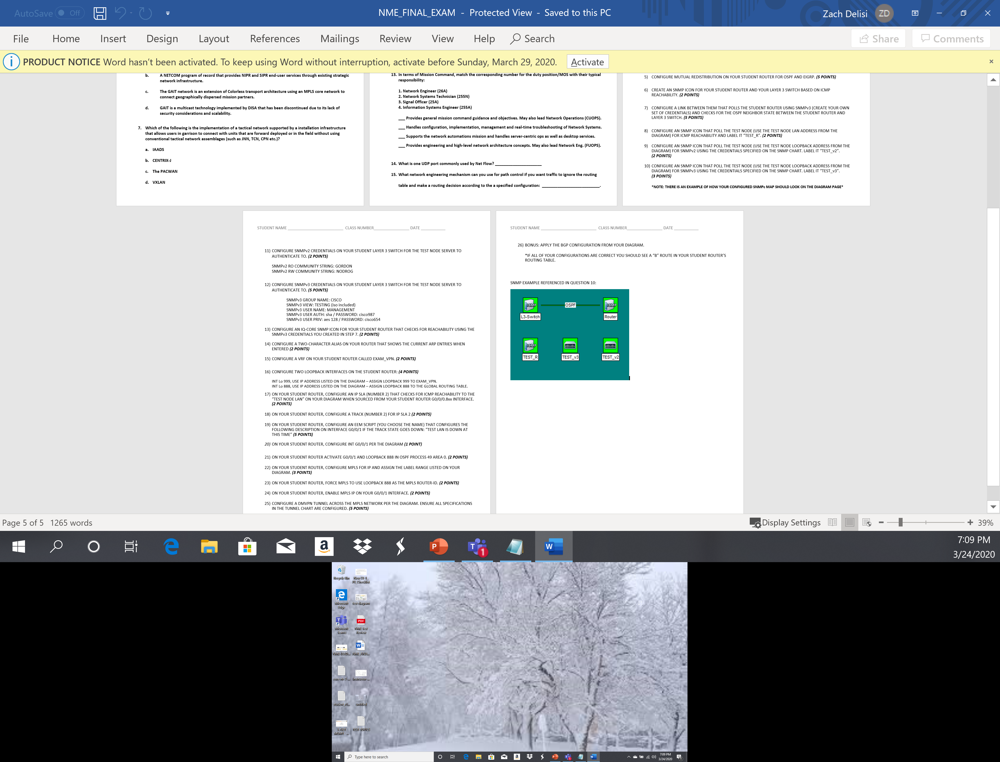 AutoSave Off
NME_FINAL_EXAM - Protected View - Saved to this PC
Zach Delisi ZD
File Home Insert Design Layout References Mailings Review View Help Search
Share Comments
PRODUCT NOTICE Word hasn't been activated. To keep using Word without interruption, activate before Sunday, March 29, 2020. Activate
b. A NETCOM program of record that provides NIPR and SIPR end-user services through existing strategic
network infrastructure.
c. The GAIT network is an extension of Colorless transport architecture using an MPLS core network to
connect geographically dispersed mission partners.
d. GAIT is a multicast technology implemented by DISA that has been discontinued due to its lack of
security considerations and scalability.
7. Which of the following is the implementation of a tactical network supported by a installation infrastructure
that allows users in garrison to connect with units that are forward deployed or in the field without using
conventional tactical network assemblages (such as JNN, TCN, CPN etc.)?
a. IAADS
b. CENTRIX-J
c. The PACWAN
d. VXLAN
13. In terms of Mission Command, match the corresponding number for the duty position/MOS with their typical
responsibility:
1. Network Engineer (26A)
2. Network Systems Technician (255N)
3. Signal Officer (25A)
4. Information Systems Engineer (255A)
___ Provides general mission command guidance and objectives. May also lead Network Operations (CUOPS).
___ Handles configuration, implementation, management and real-time troubleshooting of Network Systems.
___ Supports the network automations mission and handles server-centric ops as well as desktop services.
___ Provides engineering and high-level network architecture concepts. May also lead Network Eng. (FUOPS).
14. What is one UDP port commonly used by Net Flow? ____________________
15. What network engineering mechanism can you use for path control if you want traffic to ignore the routing
table and make a routing decision according to the a specified configuration: _________________________.
5) CONFIGURE MUTUAL REDISTRIBUTION ON YOUR STUDENT ROUTER FOR OSPF AND EIGRP. (5 POINTS)
6) CREATE AN SNMP ICON FOR YOUR STUDENT ROUTER AND YOUR LAYER 3 SWITCH BASED ON ICMP
REACHABILITY. (2 POINTS)
7) CONFIGURE A LINK BETWEEN THEM THAT POLLS THE STUDENT ROUTER USING SNMPv3 (CREATE YOUR OWN
SET OF CREDENTIALS) AND CHECKS FOR THE OSPF NEIGHBOR STATE BETWEEN THE STUDENT ROUTER AND
LAYER 3 SWITCH. (5 POINTS)
8) CONFIGURE AN SNMP ICON THAT POLL THE TEST NODE (USE THE TEST NODE LAN ADDRESS FROM THE
DIAGRAM) FOR ICMP REACHABILITY AND LABEL IT "TEST_R". (2 POINTS)
9) CONFIGURE AN SNMP ICON THAT POLL THE TEST NODE (USE THE TEST NODE LOOPBACK ADDRESS FROM THE
DIAGRAM) FOR SNMPv2 USING THE CREDENTIALS SPECIFIED ON THE SNMP CHART. LABEL IT "TEST_v2".
(2 POINTS)
10) CONFIGURE AN SNMP ICON THAT POLL THE TEST NODE (USE THE TEST NODE LOOPBACK ADDRESS FROM THE
DIAGRAM) FOR SNMPv3 USING THE CREDENTIALS SPECIFIED ON THE SNMP CHART. LABEL IT "TEST_v3".
(3 POINTS)
*NOTE: THERE IS AN EXAMPLE OF HOW YOUR CONFIGURED SNMPc MAP SHOULD LOOK ON THE DIAGRAM PAGE*
STUDENT NAME _________________________ CLASS NUMBER________________ DATE ___________
11) CONFIGURE SNMPv2 CREDENTIALS ON YOUR STUDENT LAYER 3 SWITCH FOR THE TEST NODE SERVER TO
AUTHENTICATE TO. (2 POINTS)
SNMPv2 RO COMMUNITY STRING: GORDON
SNMPv2 RW COMMUNITY STRING: NODROG
12) CONFIGURE SNMPv3 CREDENTIALS ON YOUR STUDENT LAYER 3 SWITCH FOR THE TEST NODE SERVER TO
AUTHENTICATE TO. (5 POINTS)
SNMPv3 GROUP NAME: CISCO
SNMPv3 VIEW: TESTING (iso included)
SNMPv3 USER NAME: MANAGEMENT
SNMPv3 USER AUTH: sha / PASSWORD: cisco987
SNMPv3 USER PRIV: aes 128 / PASSWORD: cisco654
13) CONFIGURE AN IQ-CORE SNMP ICON FOR YOUR STUDENT ROUTER THAT CHECKS FOR REACHABILITY USING THE
SNMPv3 CREDENTIALS YOU CREATED IN STEP 7. (2 POINTS)
14) CONFIGURE A TWO-CHARACTER ALIAS ON YOUR ROUTER THAT SHOWS THE CURRENT ARP ENTRIES WHEN
ENTERED (2 POINTS)
15) CONFIGURE A VRF ON YOUR STUDENT ROUTER CALLED EXAM_VPN. (2 POINTS)
16) CONFIGURE TWO LOOPBACK INTERFACES ON THE STUDENT ROUTER: (4 POINTS)
INT Lo 999, USE IP ADDRESS LISTED ON THE DIAGRAM – ASSIGN LOOPBACK 999 TO EXAM_VPN.
INT Lo 888, USE IP ADDRESS LISTED ON THE DIAGRAM – ASSIGN LOOPBACK 888 TO THE GLOBAL ROUTING TABLE.
17) ON YOUR STUDENT ROUTER, CONFIGURE AN IP SLA (NUMBER 2) THAT CHECKS FOR ICMP REACHABILITY TO THE
"TEST NODE LAN" ON YOUR DIAGRAM WHEN SOURCED FROM YOUR STUDENT ROUTER G0/0/0.8xx INTERFACE.
(2 POINTS)
18) ON YOUR STUDENT ROUTER, CONFIGURE A TRACK (NUMBER 2) FOR IP SLA 2 (2 POINTS)
19) ON YOUR STUDENT ROUTER, CONFIGURE AN EEM SCRIPT (YOU CHOOSE THE NAME) THAT CONFIGURES THE
FOLLOWING DESCRIPTION ON INTERFACE G0/0/1 IF THE TRACK STATE GOES DOWN: "TEST LAN IS DOWN AT
THIS TIME" (5 POINTS)
20) ON YOUR STUDENT ROUTER, CONFIGURE INT G0/0/1 PER THE DIAGRAM (1 POINT)
21) ON YOUR STUDENT ROUTER ACTIVATE G0/0/1 AND LOOPBACK 888 IN OSPF PROCESS 49 AREA 0. (2 POINTS)
22) ON YOUR STUDENT ROUTER, CONFIGURE MPLS FOR IP AND ASSIGN THE LABEL RANGE LISTED ON YOUR
DIAGRAM. (3 POINTS)
23) ON YOUR STUDENT ROUTER, FORCE MPLS TO USE LOOPBACK 888 AS THE MPLS ROUTER-ID. (2 POINTS)
24) ON YOUR STUDENT ROUTER, ENABLE MPLS IP ON YOUR G0/0/1 INTERFACE. (2 POINTS)
25) CONFIGURE A DMVPN TUNNEL ACROSS THE MPLS NETWORK PER THE DIAGRAM. ENSURE ALL SPECIFICATIONS
IN THE TUNNEL CHART ARE CONFIGURED. (5 POINTS)
STUDENT NAME _________________________ CLASS NUMBER________________ DATE ___________
26) BONUS: APPLY THE BGP CONFIGURATION FROM YOUR DIAGRAM.
*IF ALL OF YOUR CONFIGURATIONS ARE CORRECT YOU SHOULD SEE A "B" ROUTE IN YOUR STUDENT ROUTER'S
ROUTING TABLE.
SNMP EXAMPLE REFERENCED IN QUESTION 10:
ICMP OSPF ICMP
L3-Switch Router
ICMP
TEST_R TEST_v3 TEST_v2
Page 5 of 5 1265 words
Display Settings 39%
7:09 PM
3/24/2020
Recycle Bin
Microsoft Edge
test diagram
Microsoft Teams
PDF
NME Test Review
NME_FINA...
untitled
3. NET MGMT - ...
TEST TOPICS
Type here to search
7:09 PM
3/24/2020